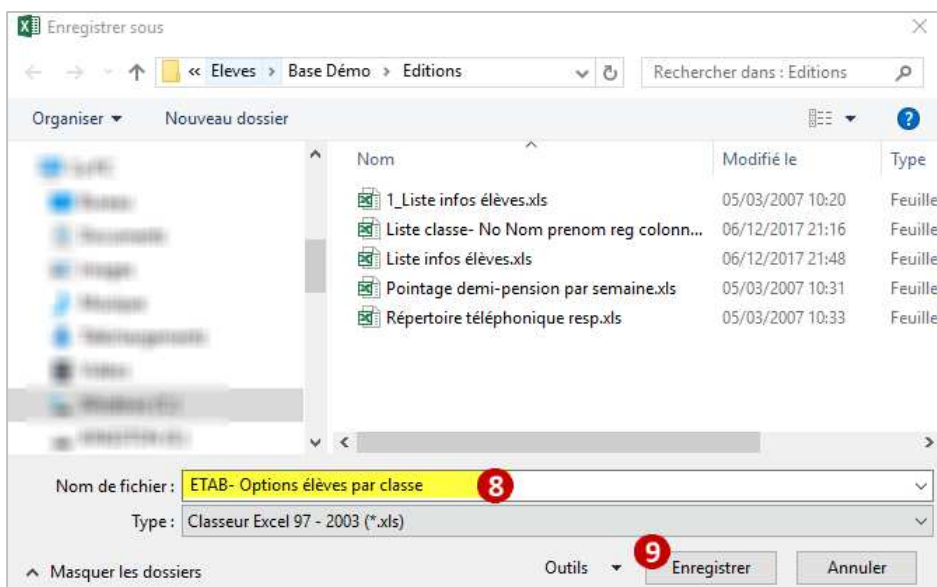 Enregistrer sous
« Eleves > Base Démo > Editions
Rechercher dans : Editions
Organiser
Nouveau dossier
?
Nom
Modifié le
Type
1_Liste infos élèves.xls 05/03/2007 10:20 Feuille
Liste classe- No Nom prenom reg colonn... 06/12/2017 21:16 Feuille
Liste infos élèves.xls 06/12/2017 21:48 Feuille
Pointage demi-pension par semaine.xls 05/03/2007 10:31 Feuille
Répertoire téléphonique resp.xls 05/03/2007 10:33 Feuille
Nom de fichier : ETAB- Options élèves par classe 8
Type : Classeur Excel 97 - 2003 (*.xls)
Masquer les dossiers
Outils
9
Enregistrer
Annuler